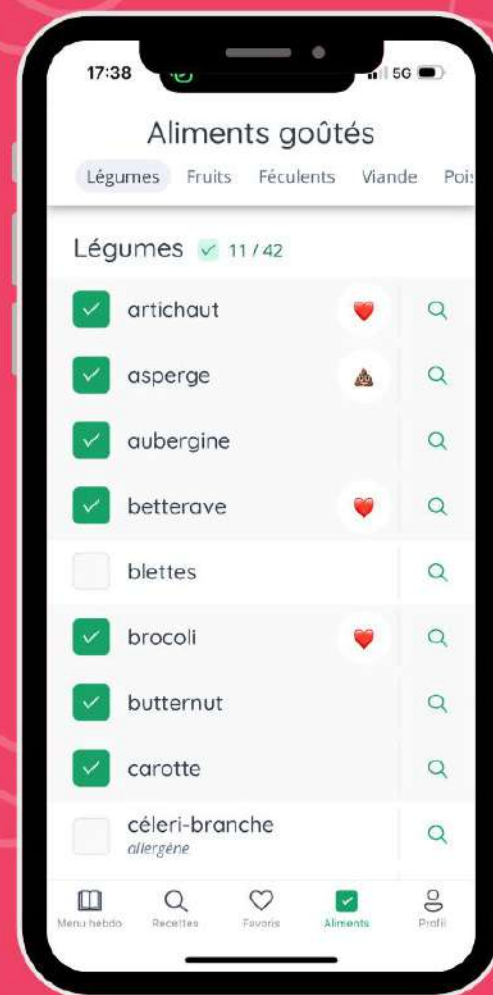 17:38
5G
Aliments goûtés
Légumes Fruits Féculents Viande Pois
Légumes 11 / 42
artichaut
asperge
aubergine
betterave
blettes
brocoli
butternut
carotte
céleri-branche
allergène
Menu hebdo Recettes Favoris Aliments Profil